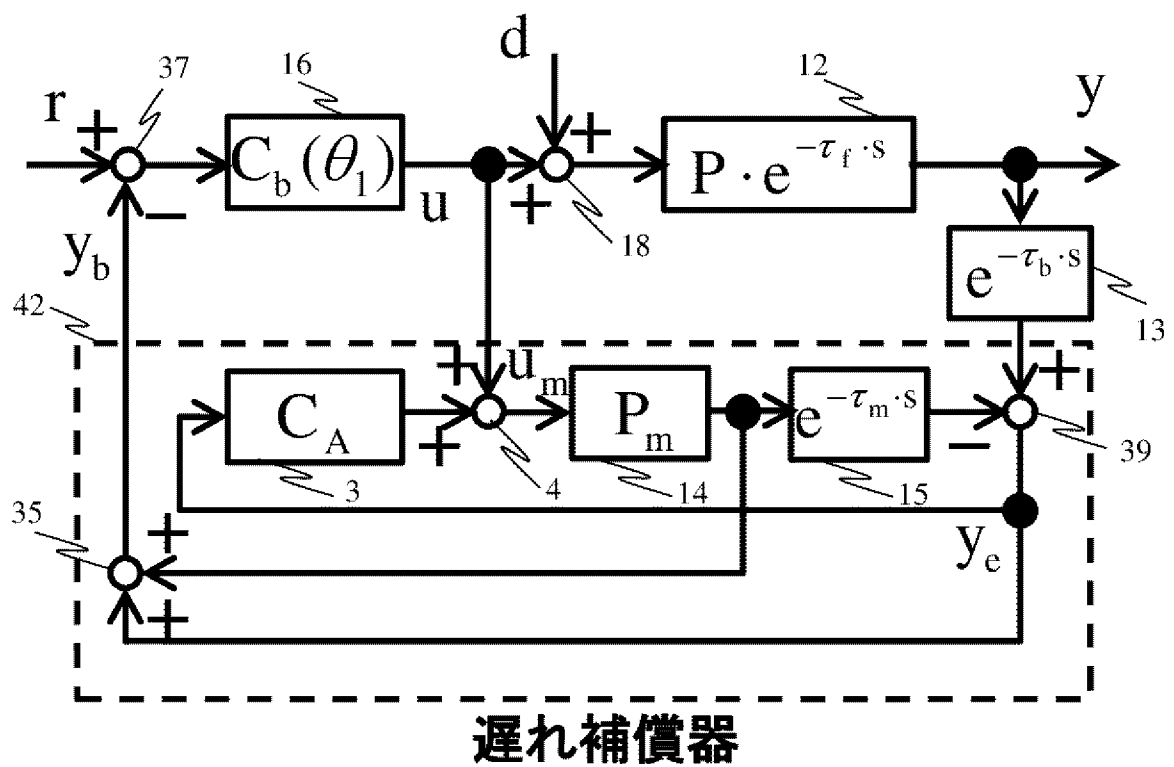 37
16
d
12
y
r
+
C_b(θ_1)
+
P・e^{-τ_f・s}
−
u
+
18
y_b
e^{-τ_b・s}
13
42
+
u_m
+
C_A
+
P_m
e^{-τ_m・s}
−
39
3
4
14
15
35
+
y_e
+
遅れ補償器